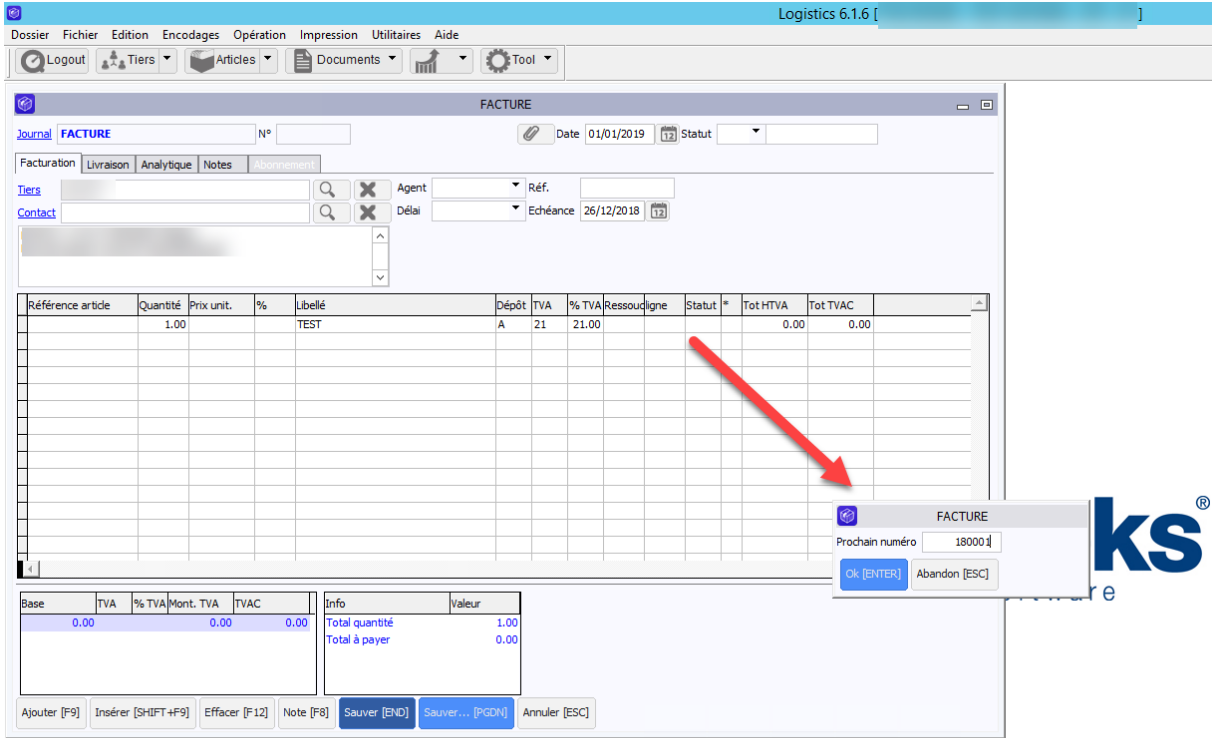 Logistics 6.1.6 [ ]
Dossier Fichier Edition Encodages Opération Impression Utilitaires Aide
Logout Tiers Articles Documents Tool
FACTURE
Journal FACTURE N° Date 01/01/2019 12 Statut
Facturation Livraison Analytique Notes Abonnement
Tiers Agent Réf.
Contact Délai Echéance 26/12/2018 12
Référence article Quantité Prix unit. % Libellé Dépôt TVA % TVA Ressouc ligne Statut * Tot HTVA Tot TVAC
1.00 TEST A 21 21.00 0.00 0.00
ks®
FACTURE
Prochain numéro 180001
Ok [ENTER] Abandon [ESC]
Base TVA % TVA Mont. TVA TVAC Info Valeur
0.00 0.00 0.00 Total quantité 1.00
Total à payer 0.00
Ajouter [F9] Insérer [SHIFT+F9] Effacer [F12] Note [F8] Sauver [END] Sauver... [PGDN] Annuler [ESC]